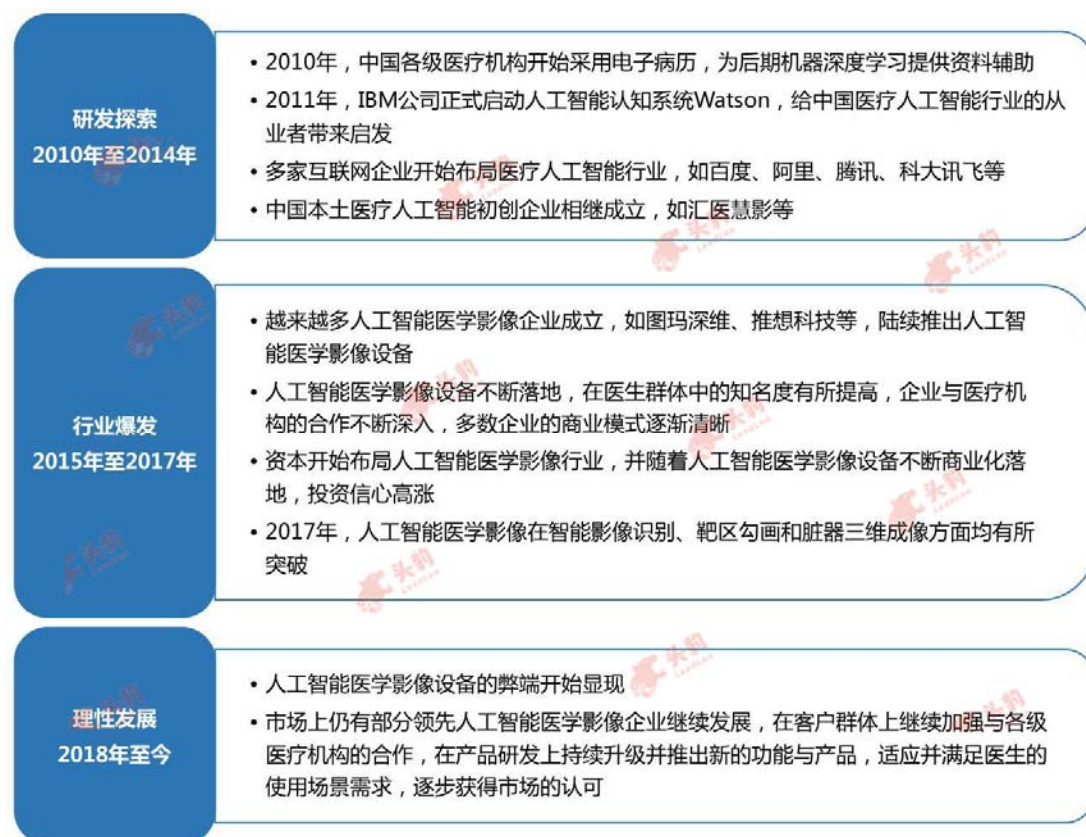 研发探索
2010年至2014年
• 2010年，中国各级医疗机构开始采用电子病历，为后期机器深度学习提供资料辅助
• 2011年，IBM公司正式启动人工智能认知系统Watson，给中国医疗人工智能行业的从
业者带来启发
• 多家互联网企业开始布局医疗人工智能行业，如百度、阿里、腾讯、科大讯飞等
• 中国本土医疗人工智能初创企业相继成立，如汇医慧影等
行业爆发
2015年至2017年
• 越来越多人工智能医学影像企业成立，如图玛深维、推想科技等，陆续推出人工智
能医学影像设备
• 人工智能医学影像设备不断落地，在医生群体中的知名度有所提高，企业与医疗机
构的合作不断深入，多数企业的商业模式逐渐清晰
• 资本开始布局人工智能医学影像行业，并随着人工智能医学影像设备不断商业化落
地，投资信心高涨
• 2017年，人工智能医学影像在智能影像识别、靶区勾画和脏器三维成像方面均有所
突破
理性发展
2018年至今
• 人工智能医学影像设备的弊端开始显现
• 市场上仍有部分领先人工智能医学影像企业继续发展，在客户群体上继续加强与各级
医疗机构的合作，在产品研发上持续升级并推出新的功能与产品，适应并满足医生的
使用场景需求，逐步获得市场的认可
头豹
LeadLeo